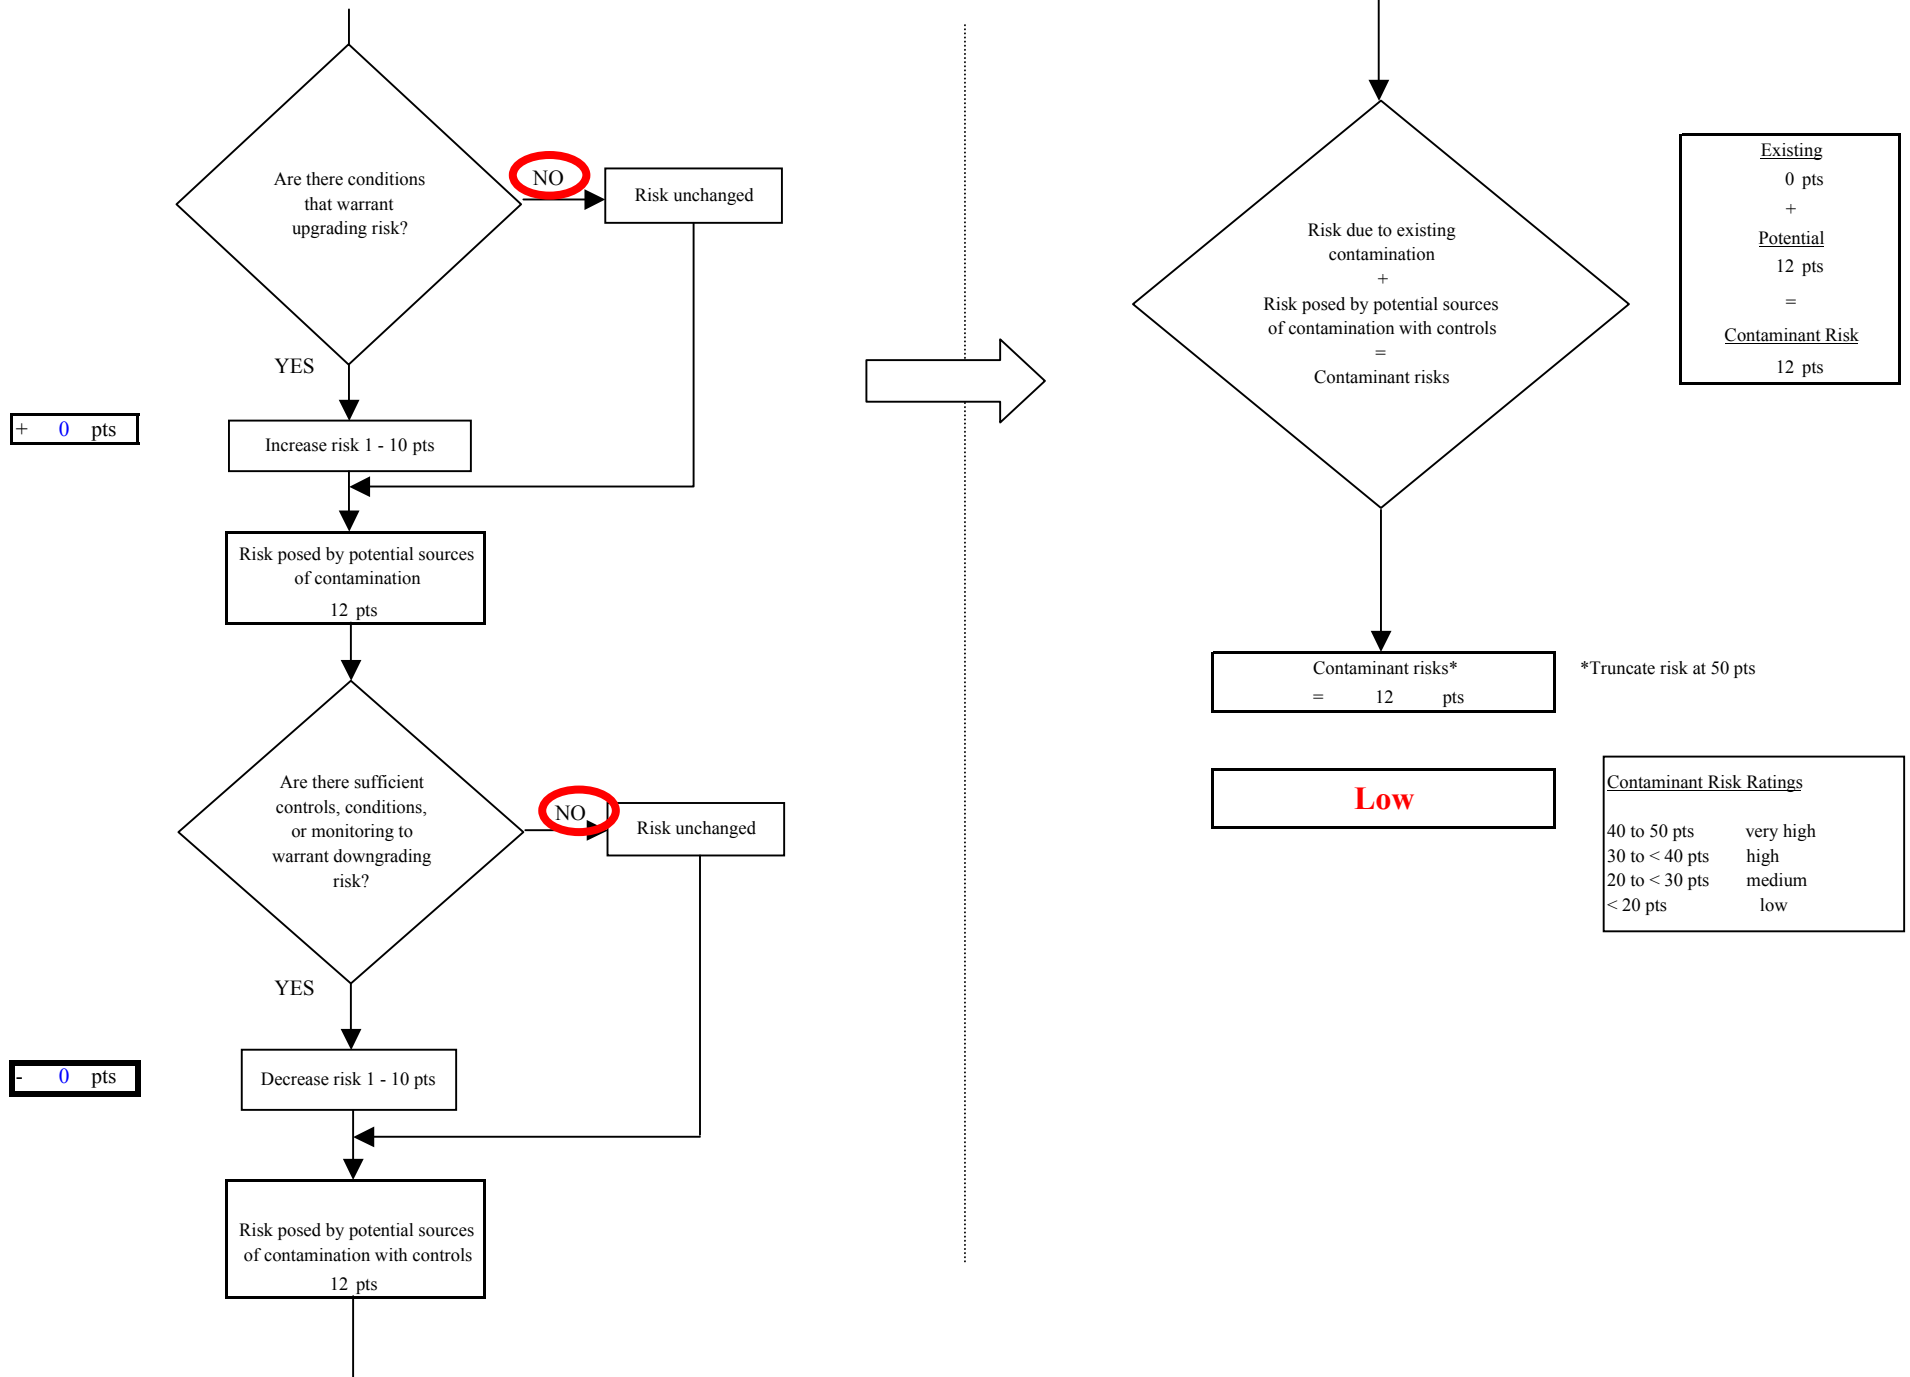 Are there conditions
that warrant
upgrading risk?
NO
Risk unchanged
YES
+ 0 pts
Increase risk 1 - 10 pts
Risk posed by potential sources
of contamination
12 pts
Are there sufficient
controls, conditions,
or monitoring to
warrant downgrading
risk?
NO
Risk unchanged
YES
- 0 pts
Decrease risk 1 - 10 pts
Risk posed by potential sources
of contamination with controls
12 pts
Risk due to existing
contamination
+
Risk posed by potential sources
of contamination with controls
=
Contaminant risks
Existing
0 pts
+
Potential
12 pts
=
Contaminant Risk
12 pts
Contaminant risks*
= 12 pts
*Truncate risk at 50 pts
Low
Contaminant Risk Ratings
40 to 50 pts very high
30 to < 40 pts high
20 to < 30 pts medium
< 20 pts low